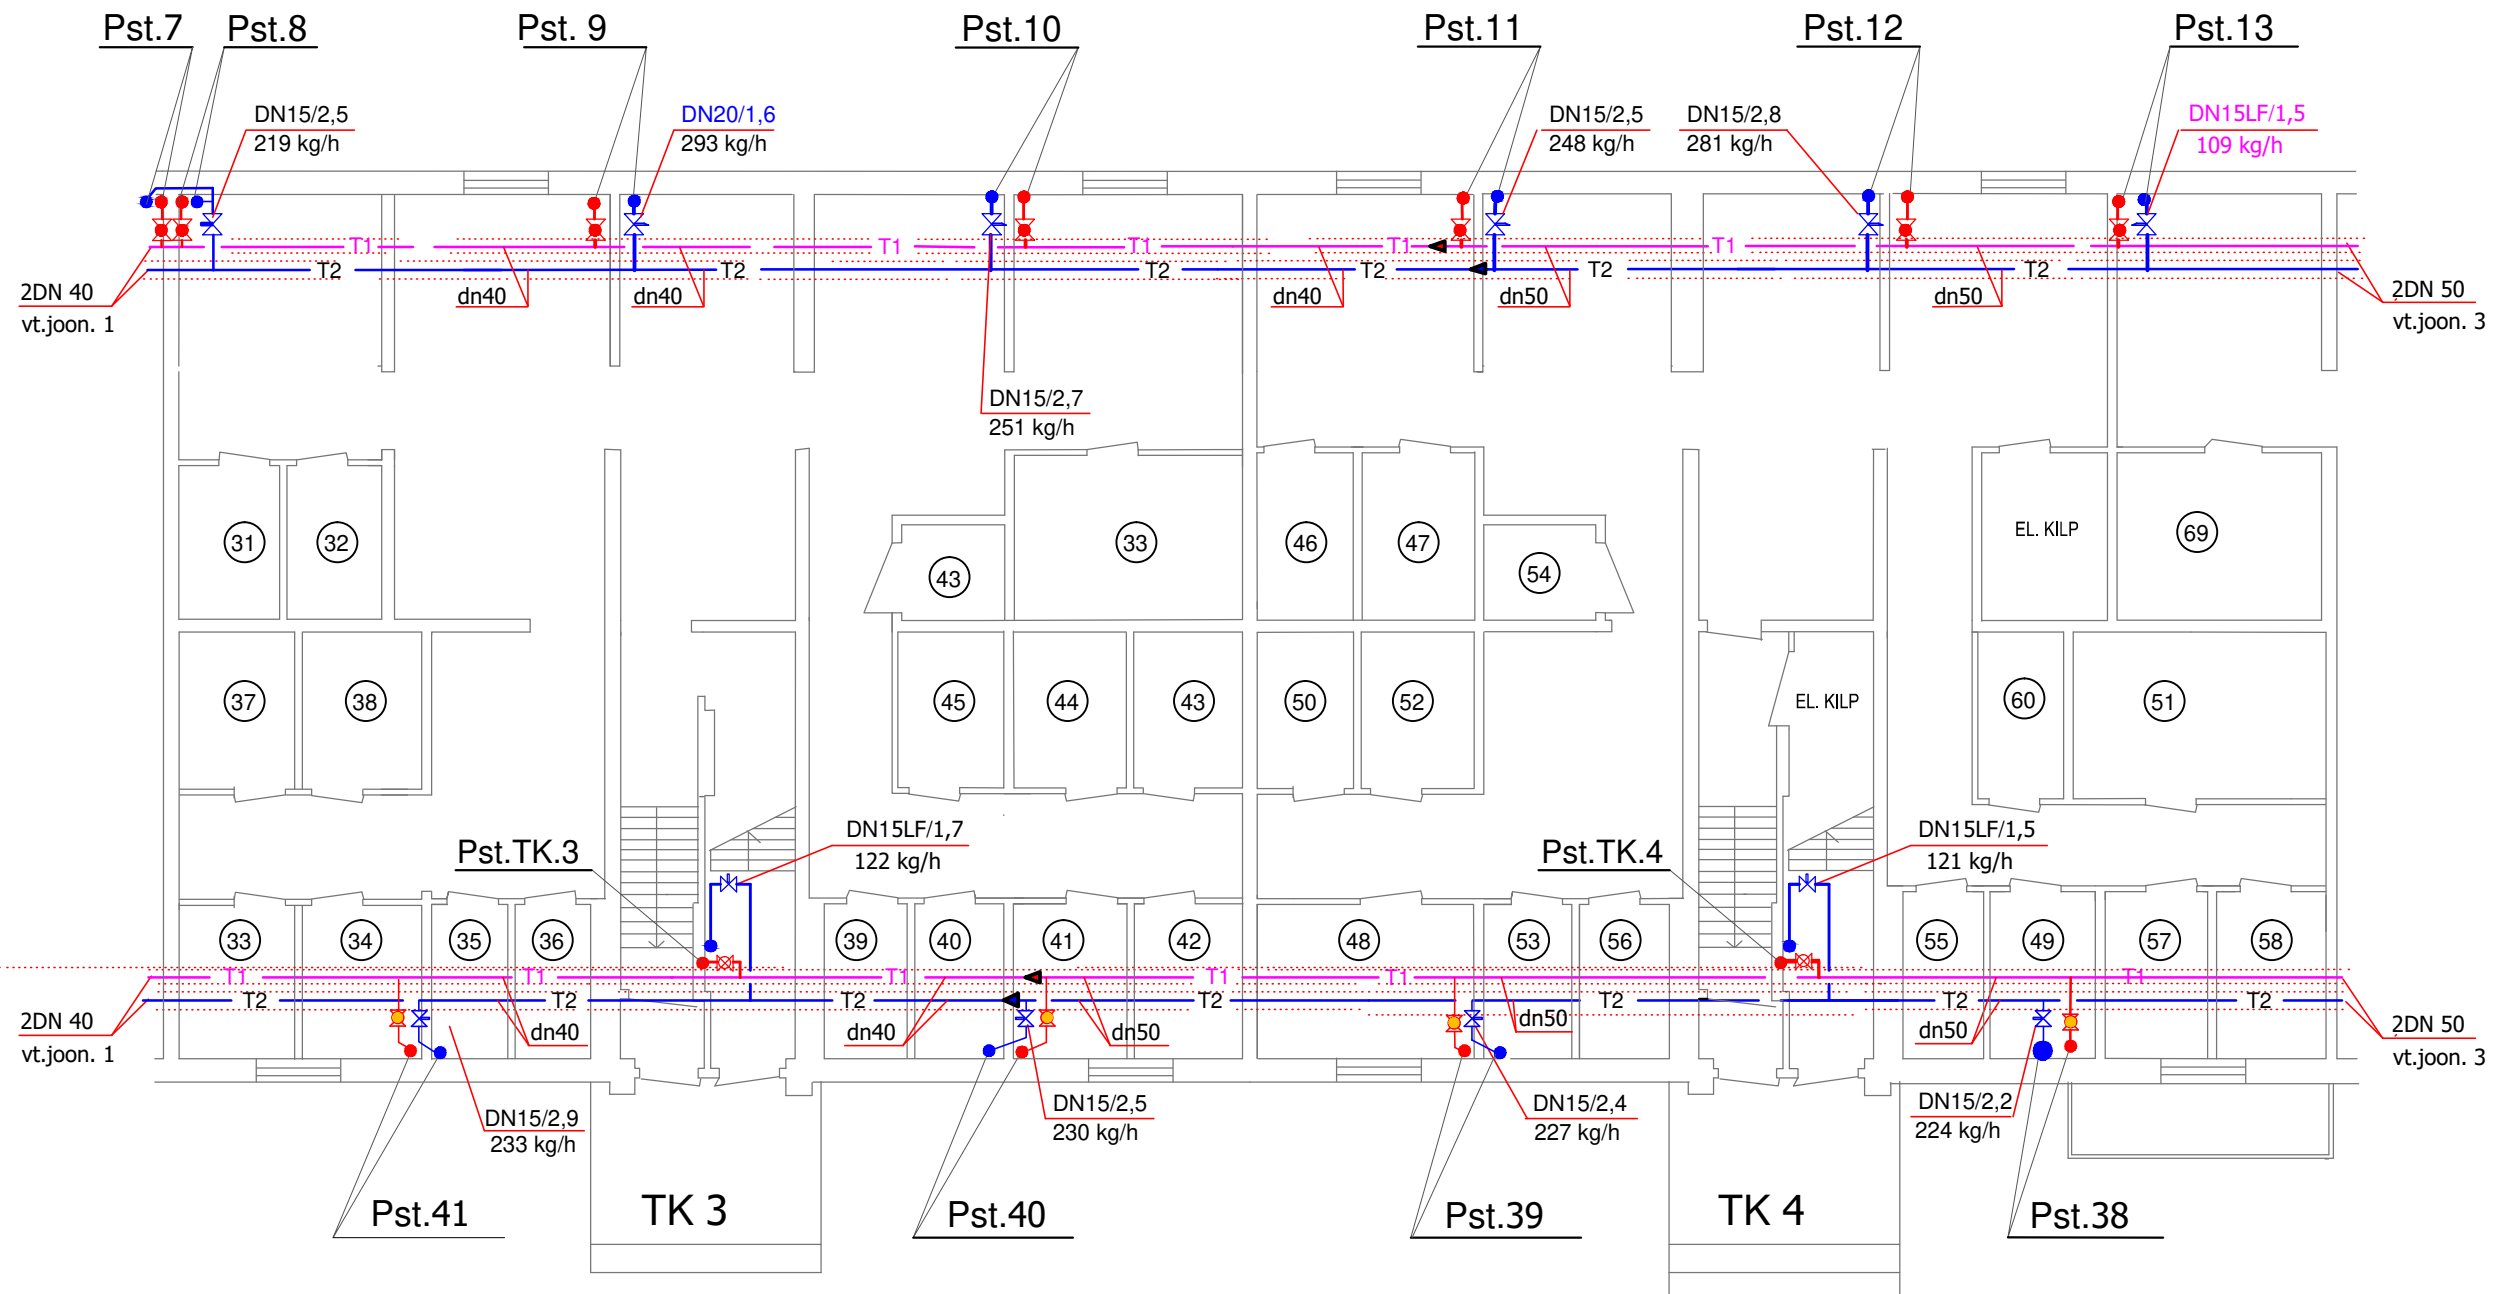 Pst.7
Pst.8
Pst. 9
Pst.10
Pst.11
Pst.12
Pst.13
DN15/2,5
219 kg/h
DN20/1,6
293 kg/h
DN15/2,5
248 kg/h
DN15/2,8
281 kg/h
DN15LF/1,5
109 kg/h
T1
T1
T1
T1
T1
T2
T2
T2
T2
T2
T2
2DN 40
vt.joon. 1
dn40
dn40
dn40
dn50
dn50
2DN 50
vt.joon. 3
DN15/2,7
251 kg/h
31
32
43
33
46
47
54
EL. KILP
69
37
38
45
44
43
50
52
EL. KILP
60
51
Pst.TK.3
DN15LF/1,7
122 kg/h
Pst.TK.4
DN15LF/1,5
121 kg/h
33
34
35
36
39
40
41
42
48
53
56
55
49
57
58
T1
T1
T1
T1
T1
T1
T2
T2
T2
T2
T2
T2
T2
2DN 40
vt.joon. 1
dn40
dn40
dn50
dn50
dn50
2DN 50
vt.joon. 3
DN15/2,9
233 kg/h
DN15/2,5
230 kg/h
DN15/2,4
227 kg/h
DN15/2,2
224 kg/h
Pst.41
TK 3
Pst.40
Pst.39
TK 4
Pst.38